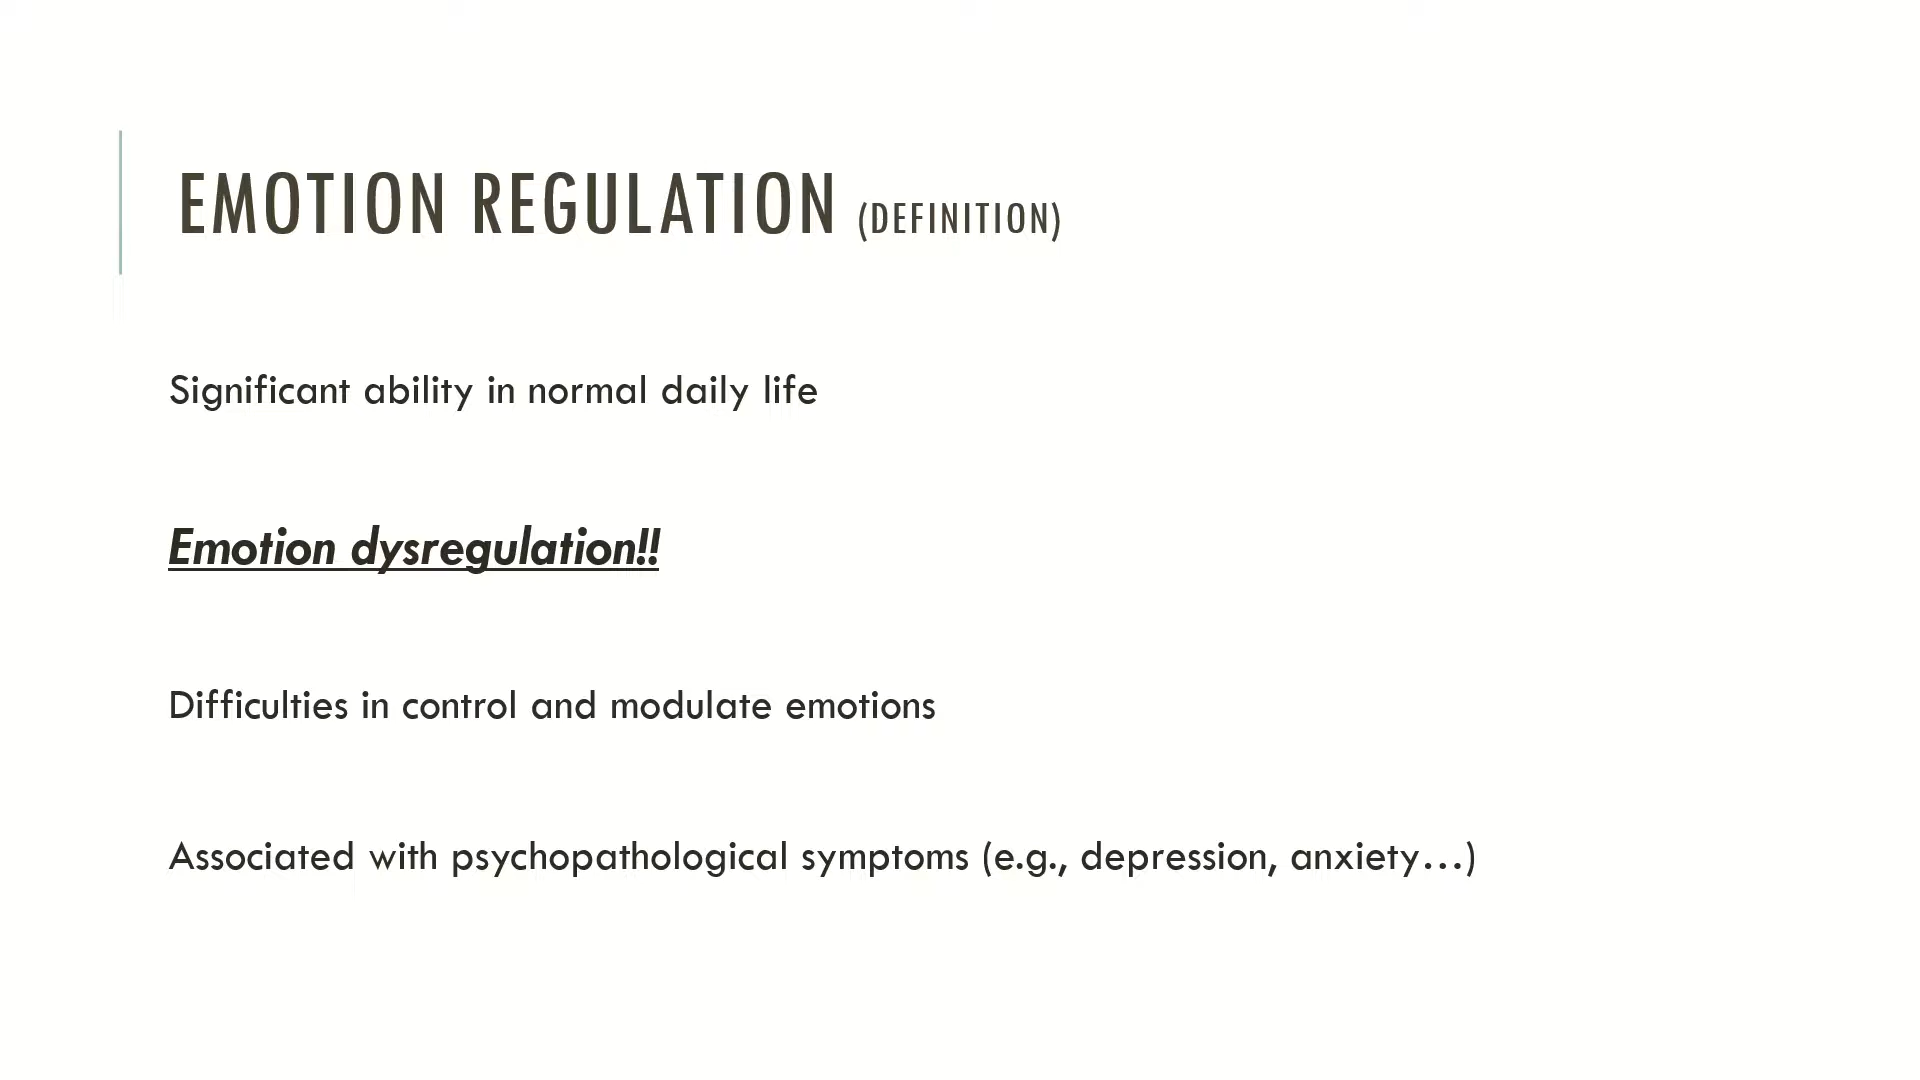 EMOTION REGULATION (DEFINITION)
Significant ability in normal daily life
Emotion dysregulation!!
Difficulties in control and modulate emotions
Associated with psychopathological symptoms (e.g., depression, anxiety…)